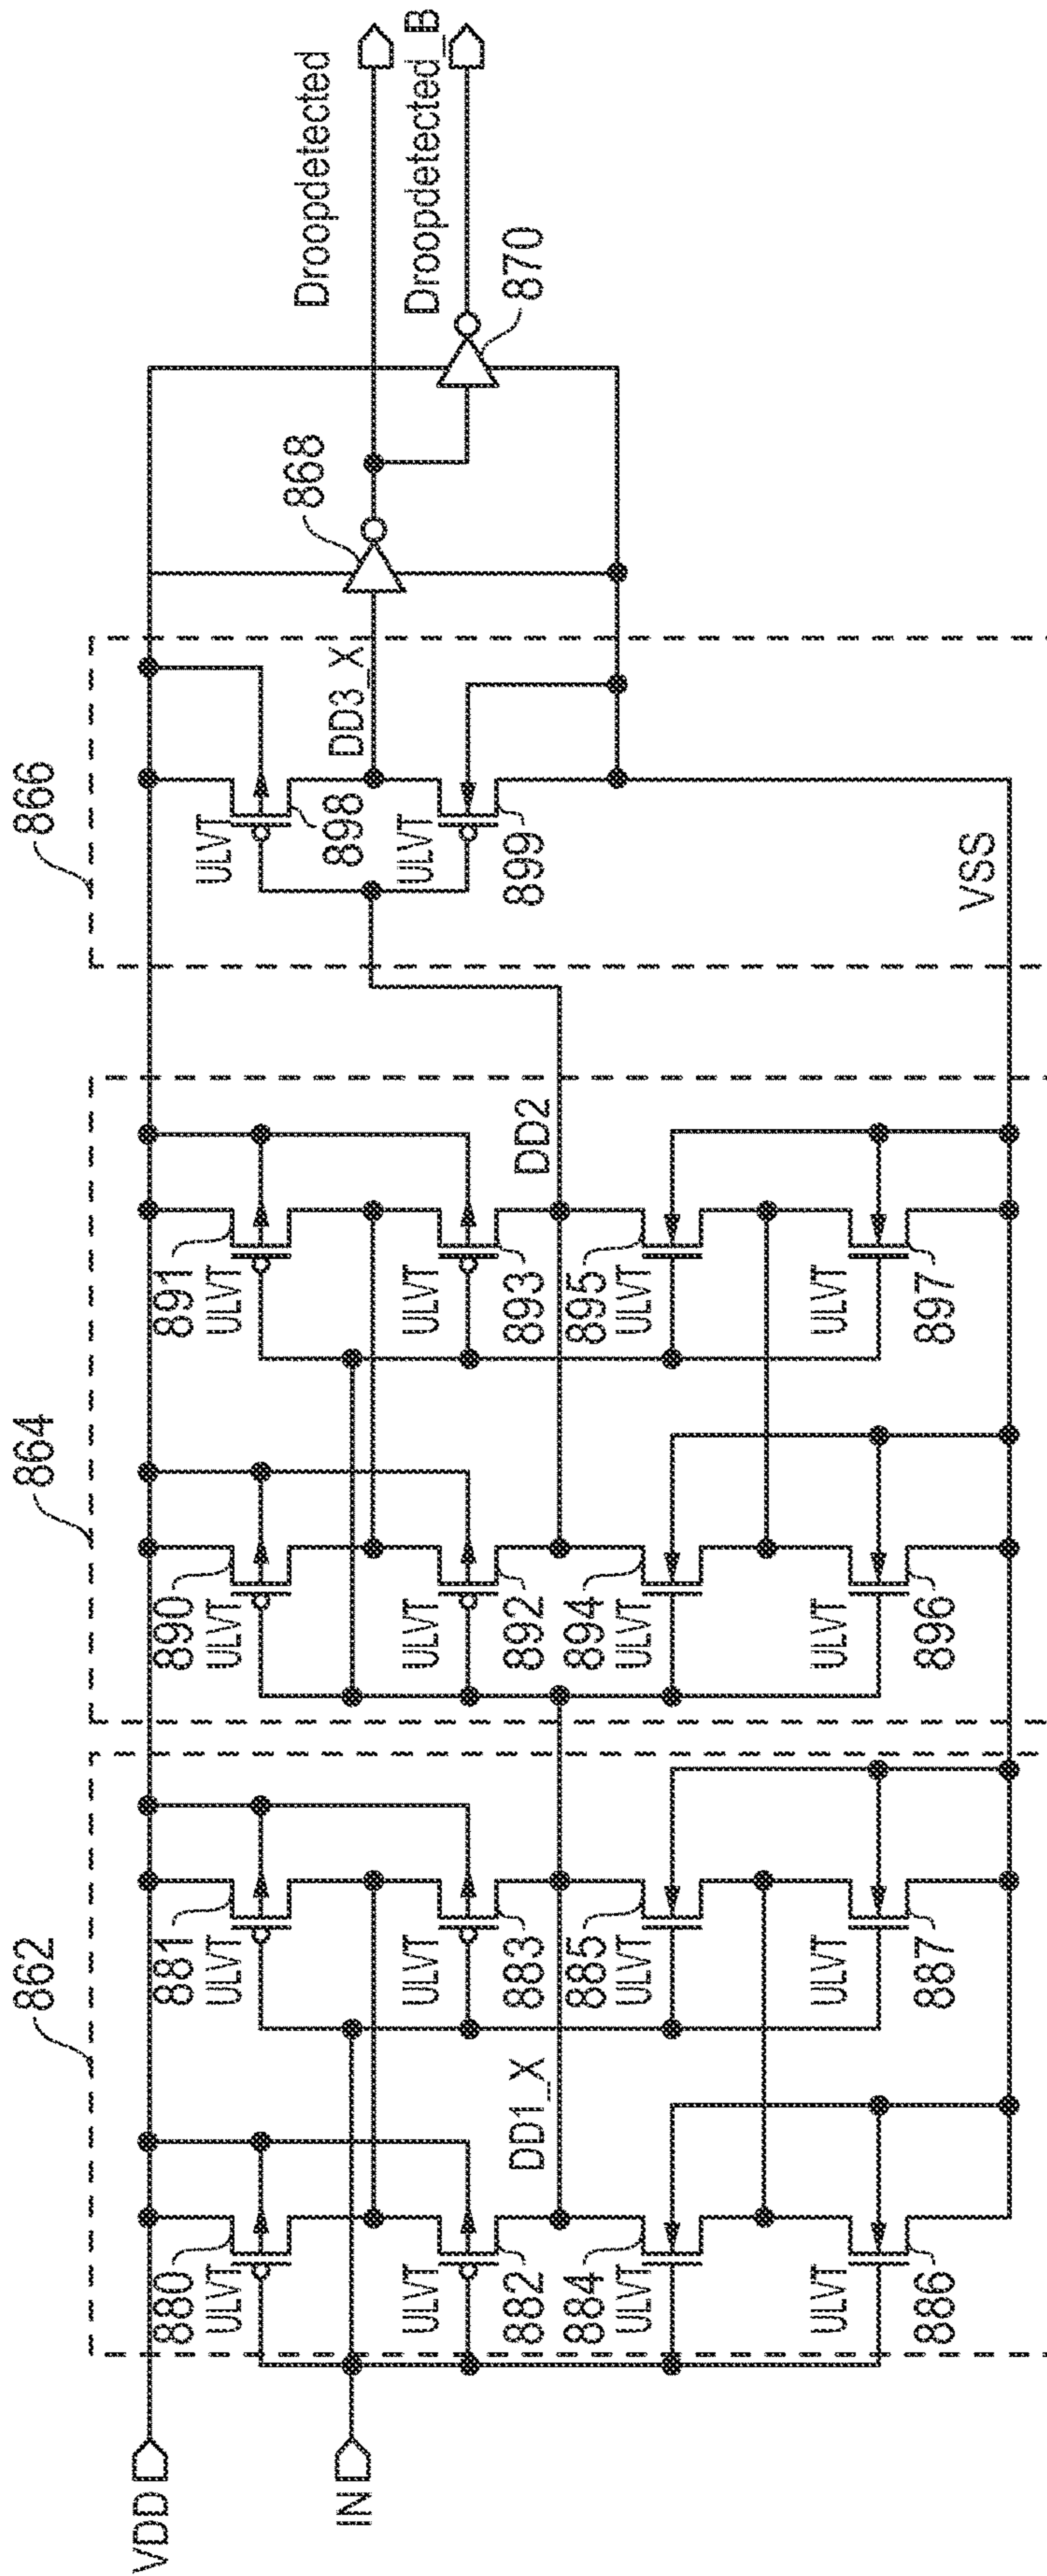 862
864
866
VDD
IN
880
ULVT
881
ULVT
ULVT
882
ULVT
883
DD1_X
884
ULVT
885
ULVT
ULVT
886
ULVT
887
890
ULVT
891
ULVT
ULVT
892
ULVT
893
DD2
894
ULVT
895
ULVT
ULVT
896
ULVT
897
ULVT
898
DD3_X
ULVT
899
VSS
868
870
Droopdetected
Droopdetected_B